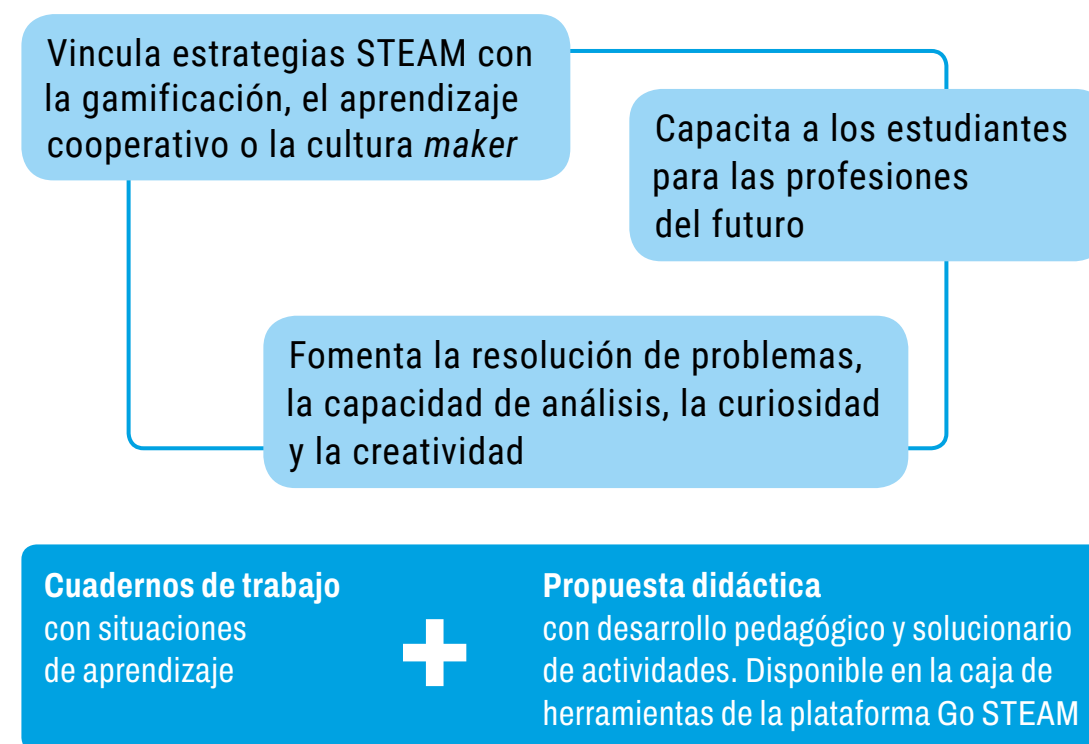 Vincula estrategias STEAM con
la gamificación, el aprendizaje
cooperativo o la cultura maker
Capacita a los estudiantes
para las profesiones
del futuro
Fomenta la resolución de problemas,
la capacidad de análisis, la curiosidad
y la creatividad
Cuadernos de trabajo
con situaciones
de aprendizaje
+
Propuesta didáctica
con desarrollo pedagógico y solucionario
de actividades. Disponible en la caja de
herramientas de la plataforma Go STEAM